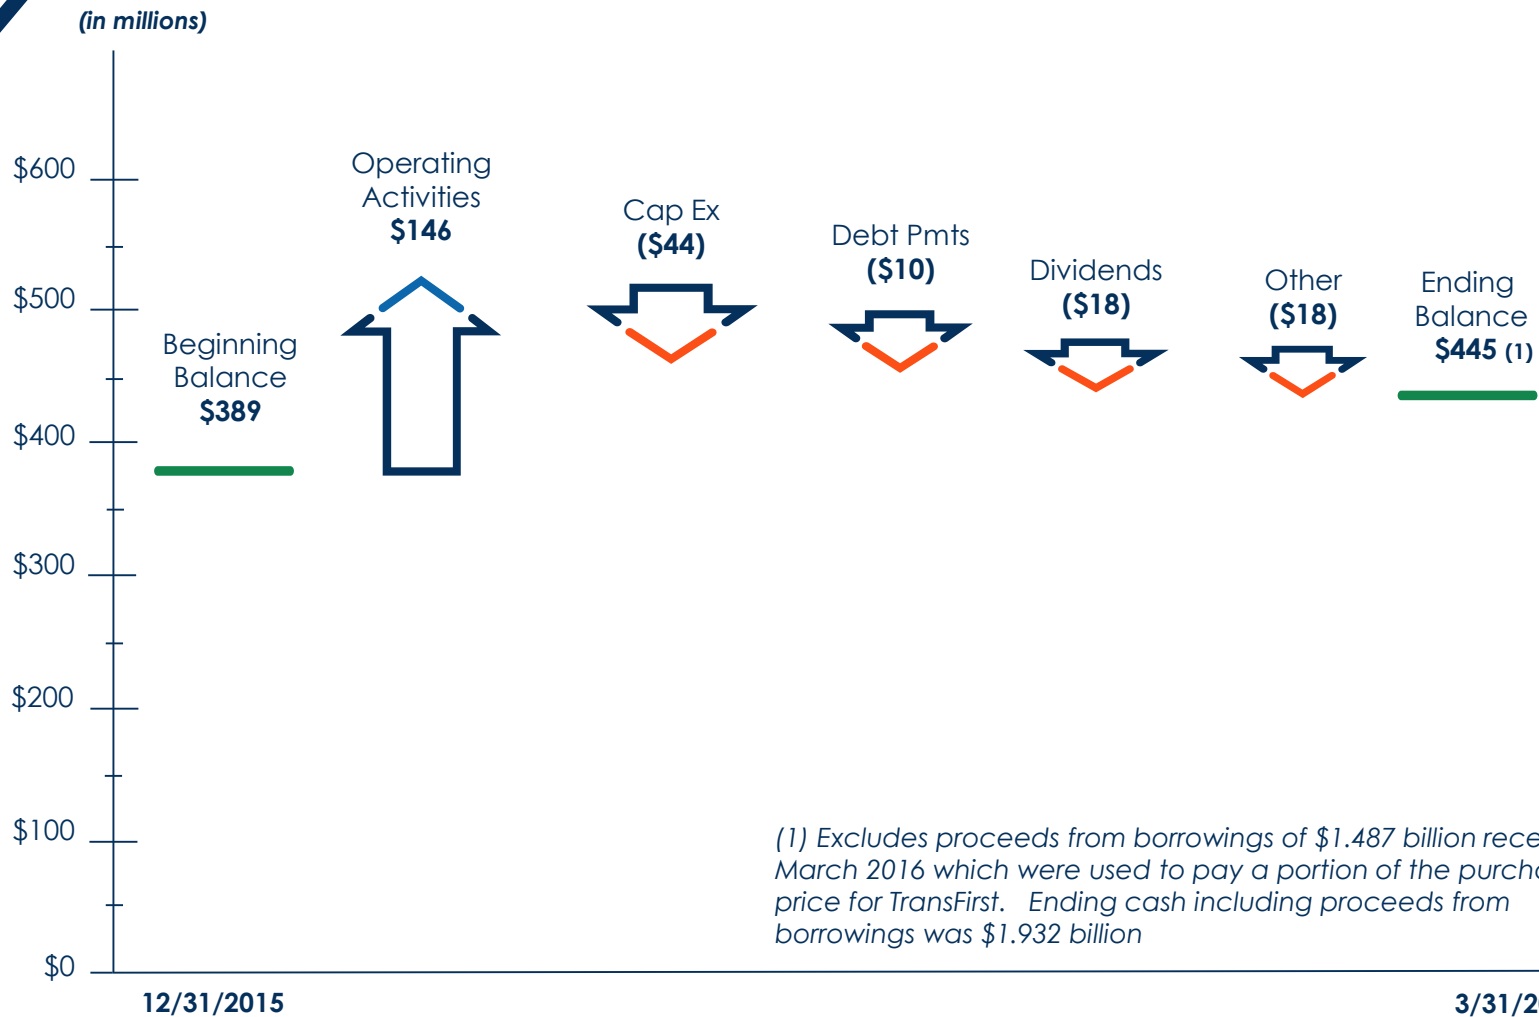 (in millions)
$600
$500
$400
$300
$200
$100
$0
Beginning
Balance
$389
Operating
Activities
$146
Cap Ex
($44)
Debt Pmts
($10)
Dividends
($18)
Other
($18)
Ending
Balance
$445 (1)
(1) Excludes proceeds from borrowings of $1.487 billion
March 2016 which were used to pay a portion of the
price for TransFirst. Ending cash including proceeds from
borrowings was $1.932 billion
12/31/2015